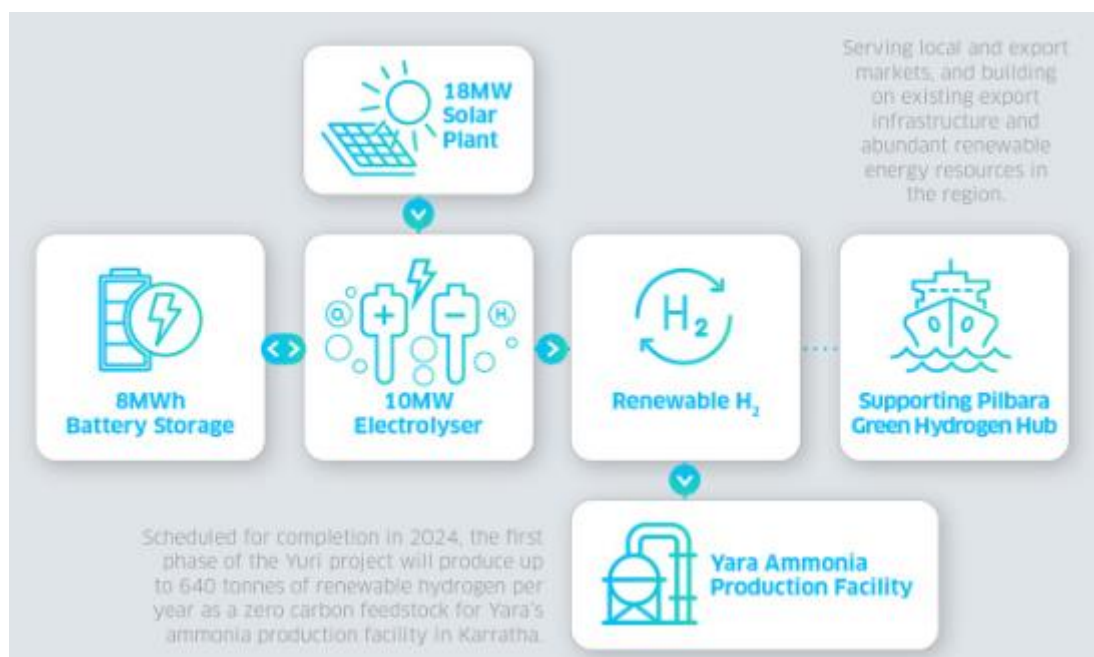 18MW
Solar
Plant
Serving local and export
markets, and building
on existing export
infrastructure and
abundant renewable
energy resources in
the region.
8MWh
Battery Storage
O₂
+
−
H₂
10MW
Electrolyser
H₂
Renewable H₂
Supporting Pilbara
Green Hydrogen Hub
Scheduled for completion in 2024, the first
phase of the Yuri project will produce up
to 640 tonnes of renewable hydrogen per
year as a zero carbon feedstock for Yara's
ammonia production facility in Karratha.
Yara Ammonia
Production Facility